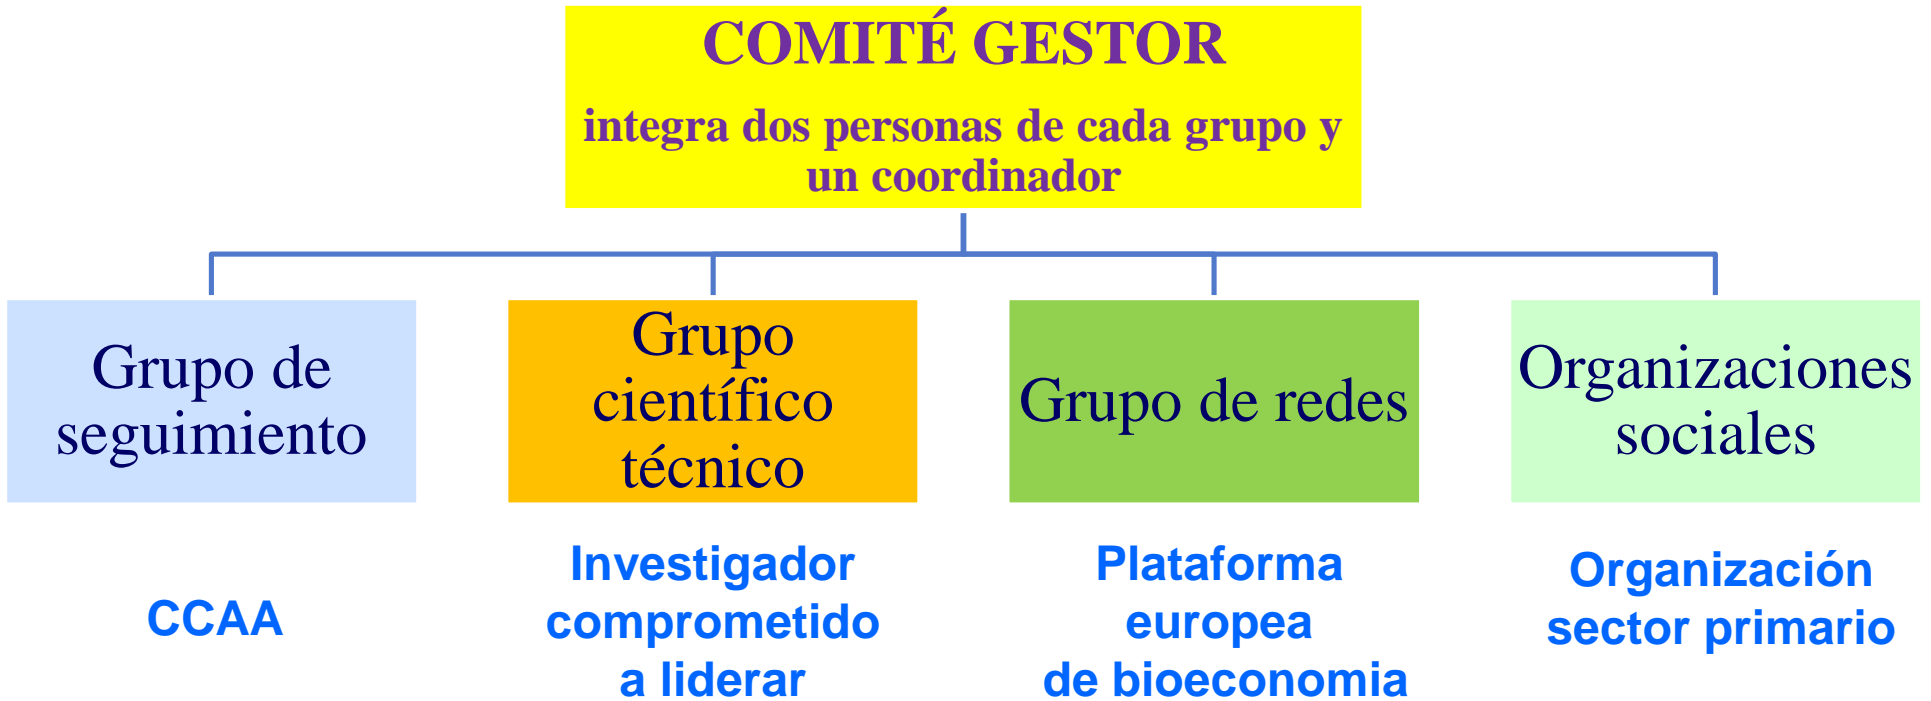 COMITÉ GESTOR
integra dos personas de cada grupo y
un coordinador
Grupo de
seguimiento
Grupo
científico
técnico
Grupo de redes
Organizaciones
sociales
CCAA
Investigador
comprometido
a liderar
Plataforma
europea
de bioeconomia
Organización
sector primario